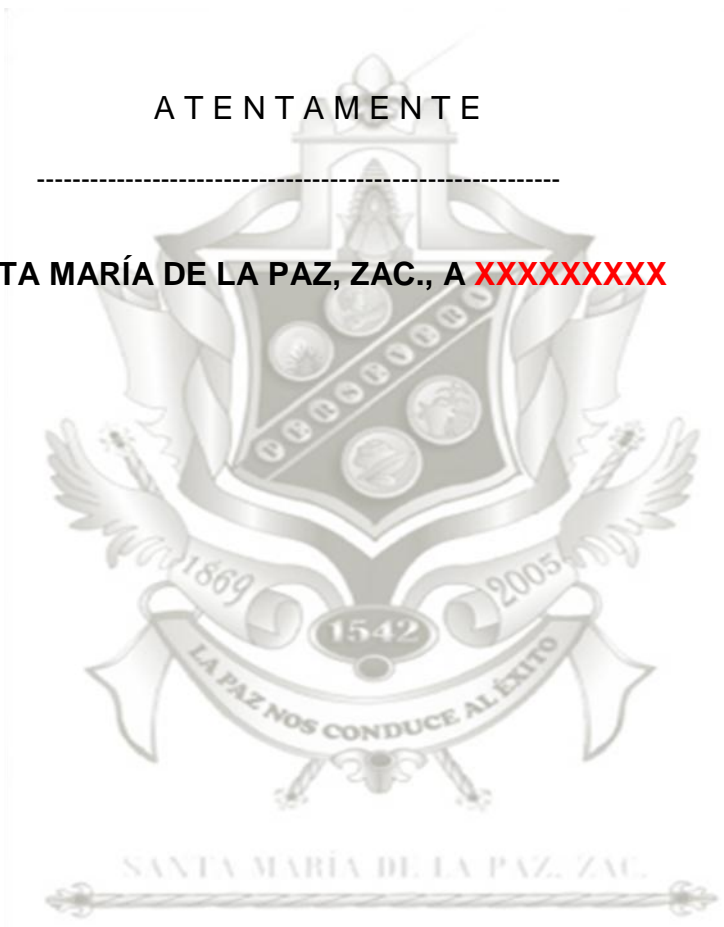 A T E N T A M E N T E
-----------------------------------------------------------
TA MARÍA DE LA PAZ, ZAC., A XXXXXXXXX
PERSEVERA
1869
2005
1542
LA PAZ NOS CONDUCE AL ÉXITO
SANTA MARÍA DE LA PAZ, ZAC.